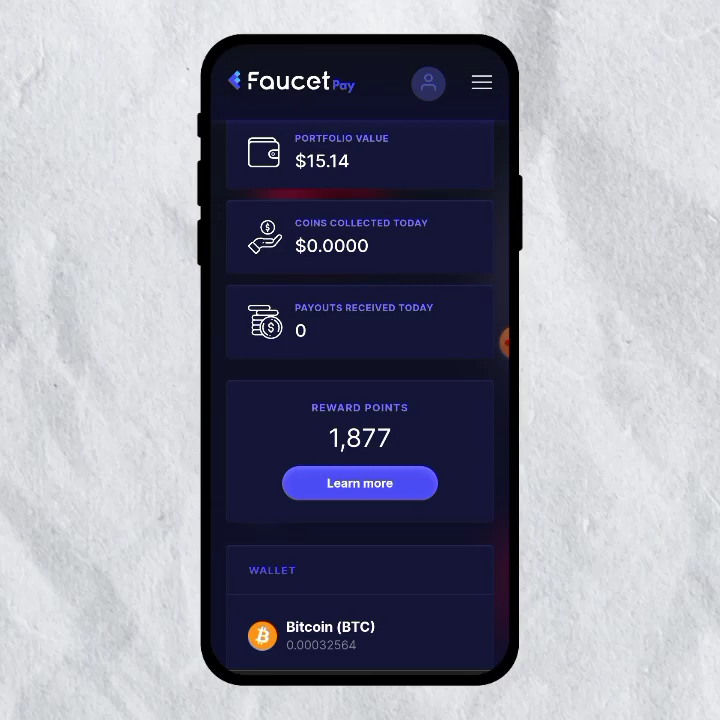 Faucet Pay
PORTFOLIO VALUE
$15.14
COINS COLLECTED TODAY
$0.0000
PAYOUTS RECEIVED TODAY
0
REWARD POINTS
1,877
Learn more
WALLET
Bitcoin (BTC)
0.00032564